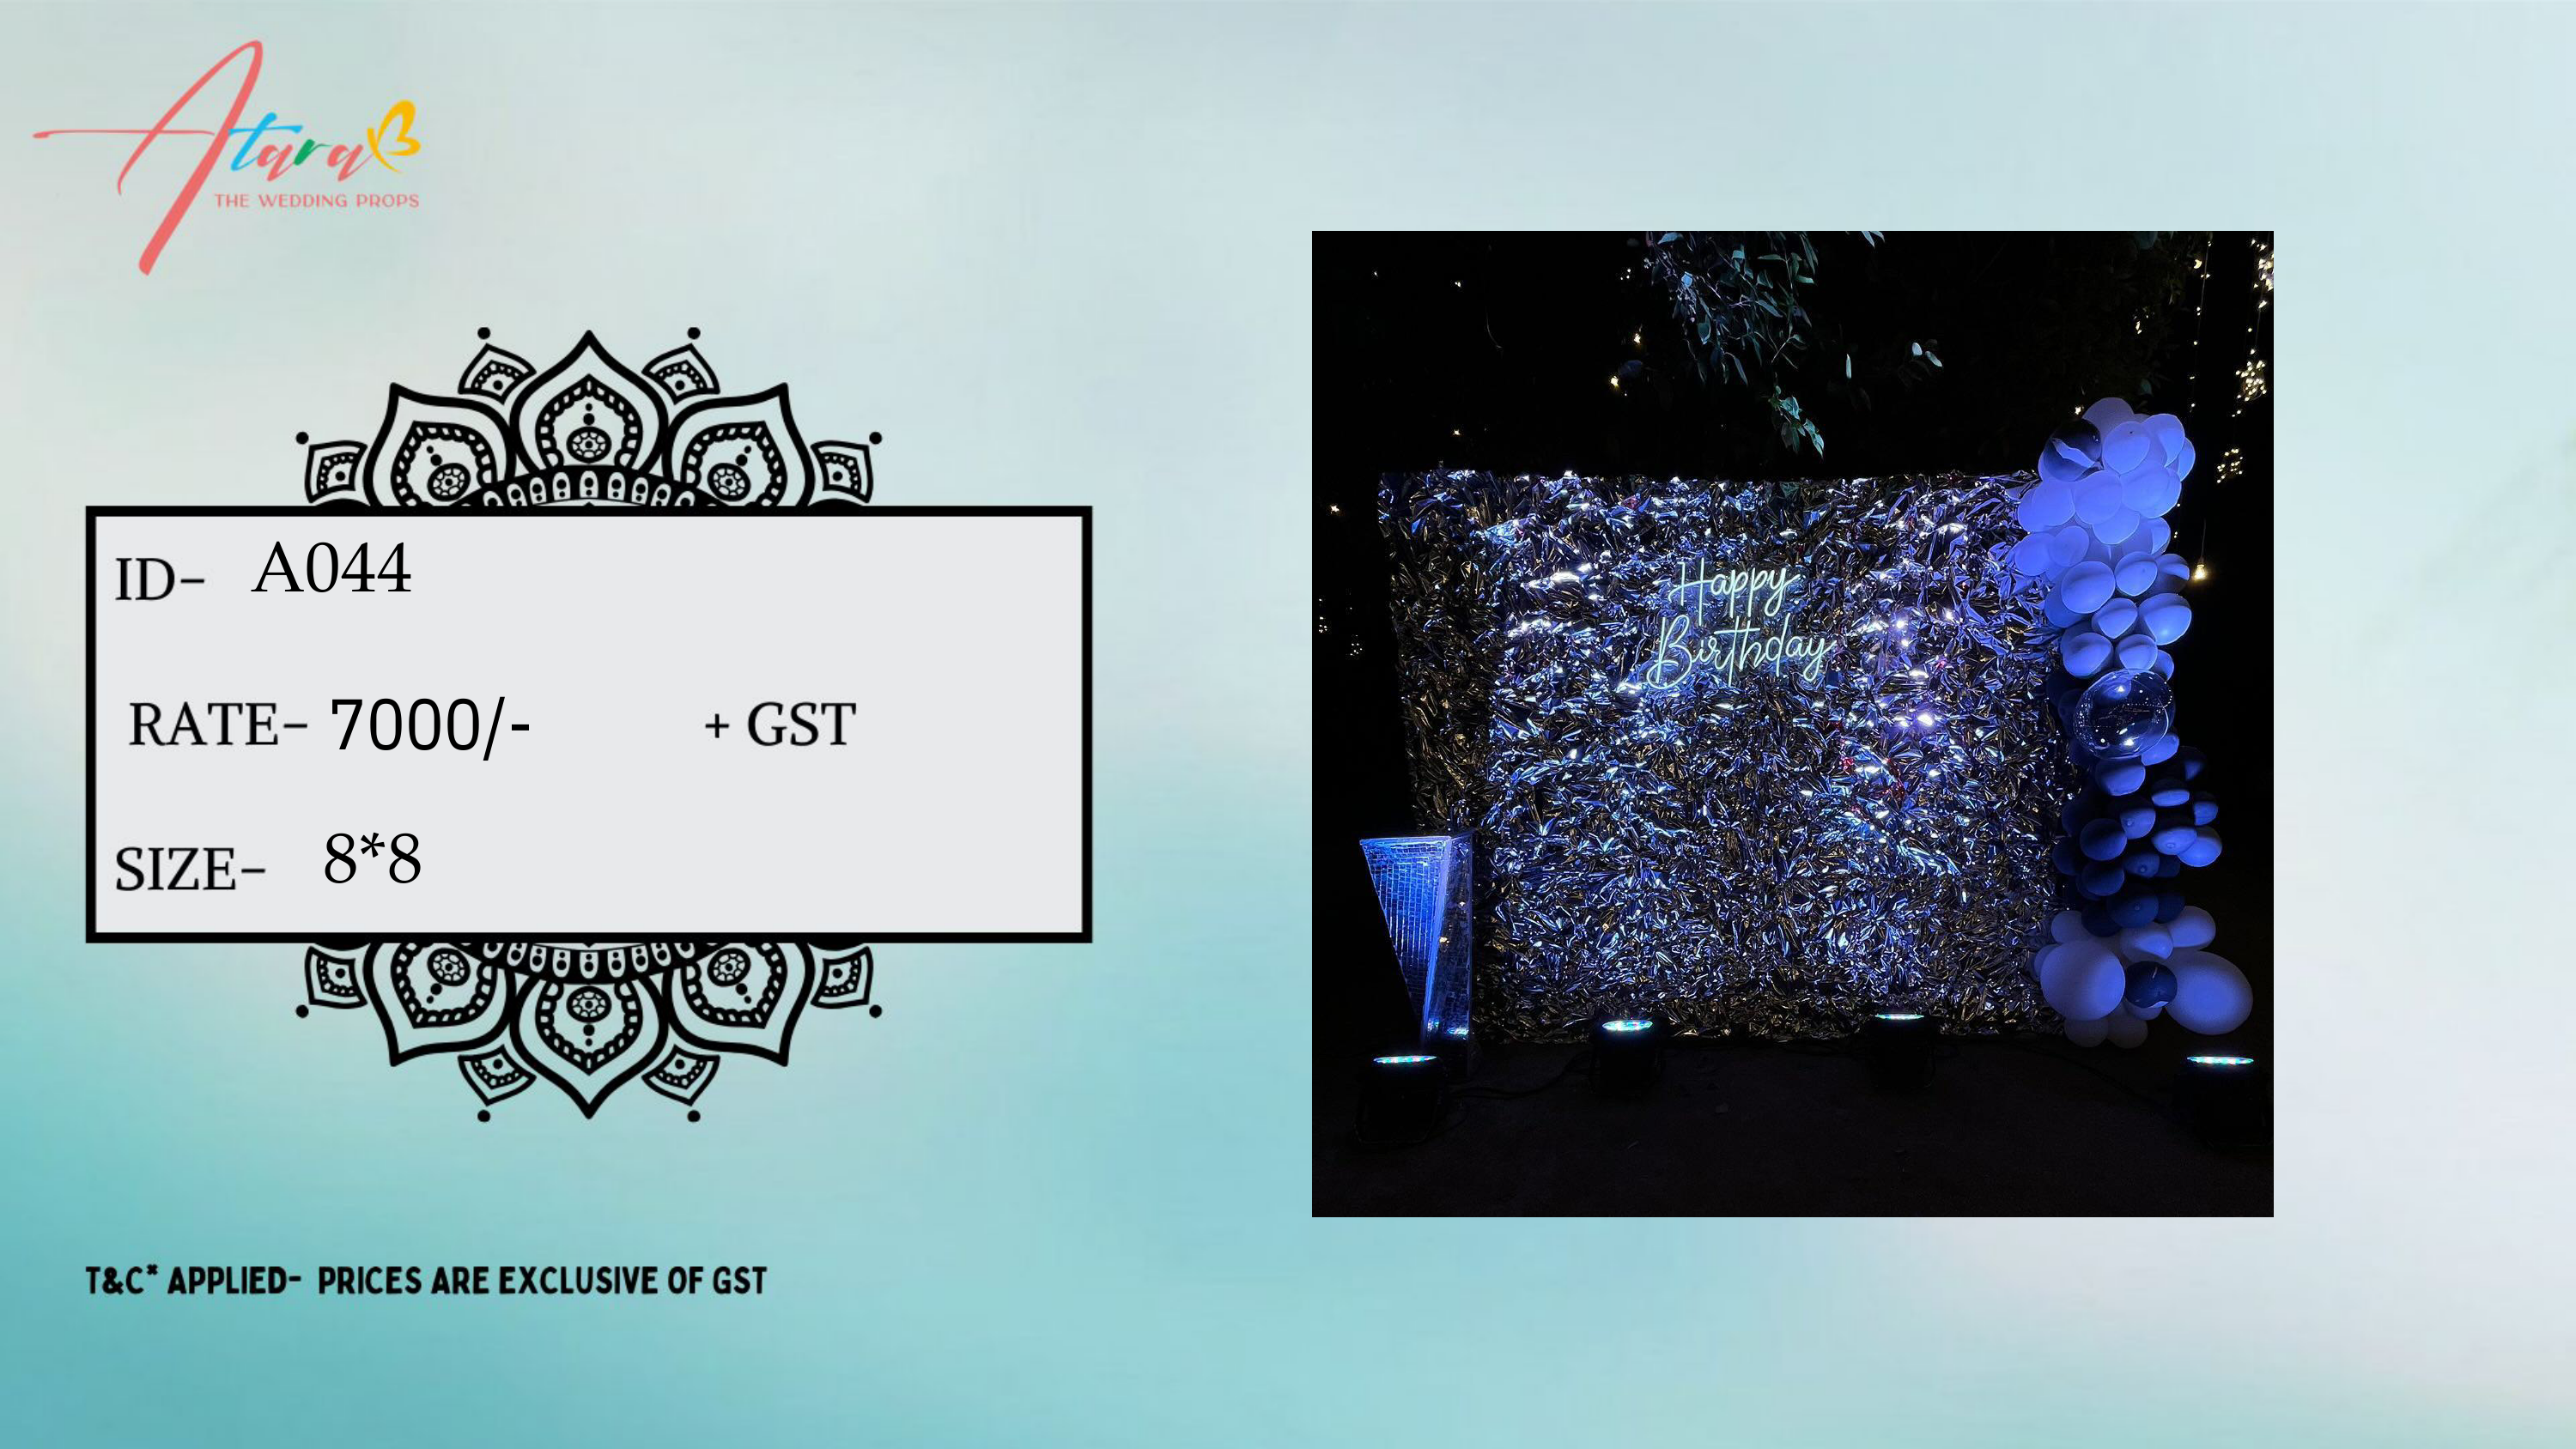 Atara
THE WEDDING PROPS
ID- A044
RATE- 7000/- + GST
SIZE- 8*8
T&C* APPLIED- PRICES ARE EXCLUSIVE OF GST
Happy
Birthday